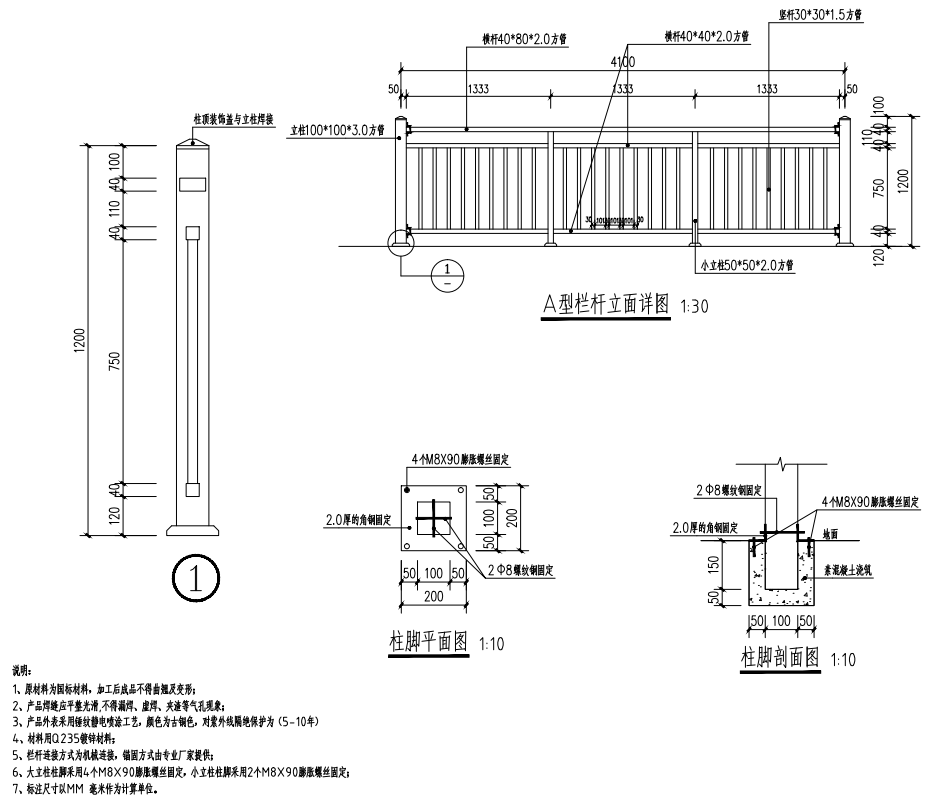 竖杆30*30*1.5方管
横杆40*80*2.0方管
横杆40*40*2.0方管
4100
50 1333 1333 1333 50
立柱100*100*3.0方管
100
40
110
40
750
40
120
1200
30 101 101 101 101 30
小立柱50*50*2.0方管
1
–
A型栏杆立面详图 1:30
柱顶装饰盖与立柱焊接
100
40
110
40
750
40
120
1200
1
4个M8X90膨胀螺丝固定
2.0厚的角钢固定
50
100
50
200
2Φ8螺纹钢固定
50 100 50
200
柱脚平面图 1:10
2Φ8螺纹钢固定
4个M8X90膨胀螺丝固定
2.0厚的角钢固定
地面
素混凝土浇筑
150
50
50 100 50
柱脚剖面图 1:10
说明:
1、原材料为国标材料，加工后成品不得曲翘及变形;
2、产品焊缝应平整光滑,不得漏焊、虚焊、夹渣等气孔现象;
3、产品外表采用锤纹静电喷涂工艺，颜色为古铜色，对紫外线隔绝保护为（5-10年）
4、材料用Q235镀锌材料;
5、栏杆连接方式为机械连接，锚固方式由专业厂家提供;
6、大立柱柱脚采用4个M8X90膨胀螺丝固定，小立柱柱脚采用2个M8X90膨胀螺丝固定;
7、标注尺寸以MM 毫米作为计算单位。